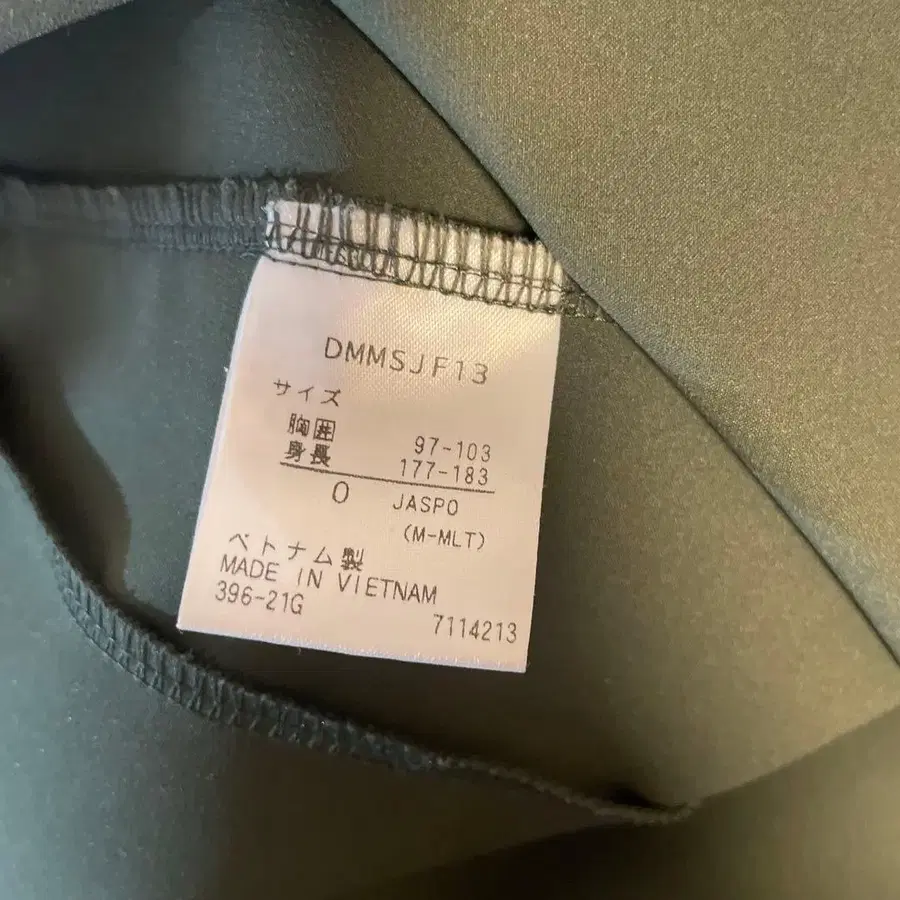 DMMSJF13
サイズ
胸囲 97-103
身長 177-183
O JASPO
(M-MLT)
ベトナム製
MADE IN VIETNAM
396-21G
7114213